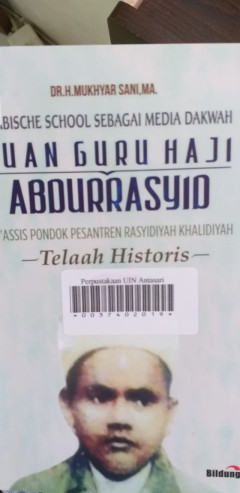 DR.H.MUKHYAR SANI,MA.
ABISCHE SCHOOL SEBAGAI MEDIA DAKWAH
UAN GURU HAJI
ABDURRASYID
'ASSIS PONDOK PESANTREN RASYIDIYAH KHALIDIYAH
—Telaah Historis—
Perpustakaan UIN Antasari
*0037402019*
Bildung